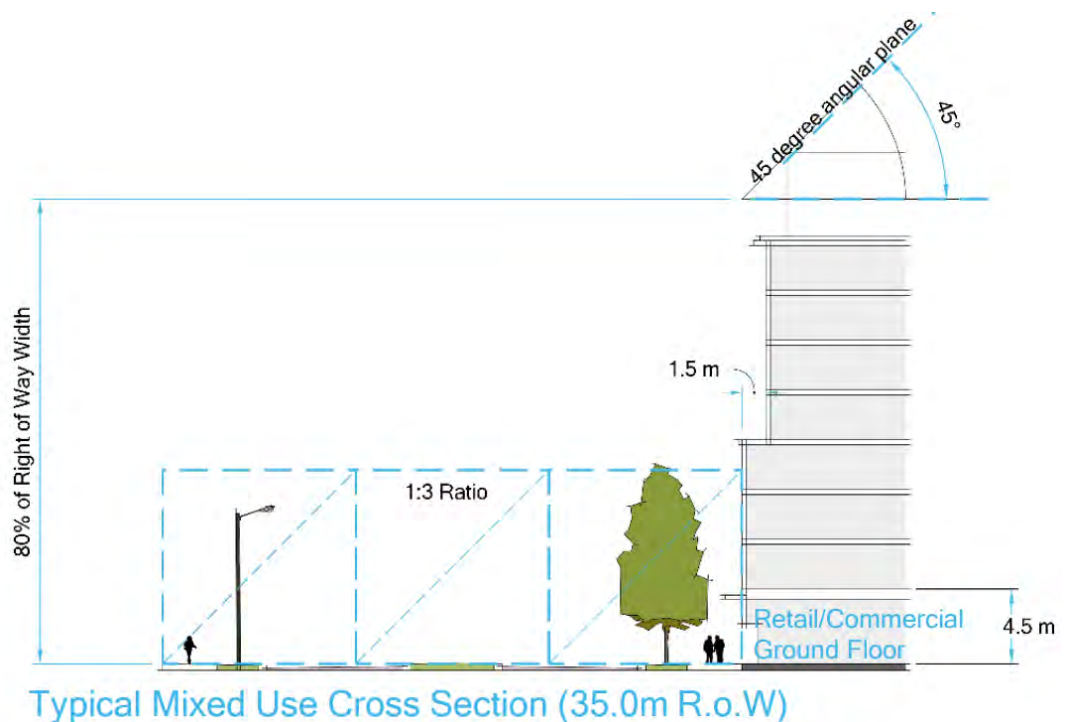 45 degree angular plane
45°
80% of Right of Way Width
1.5 m
1:3 Ratio
Retail/Commercial
Ground Floor
4.5 m
Typical Mixed Use Cross Section (35.0m R.o.W)